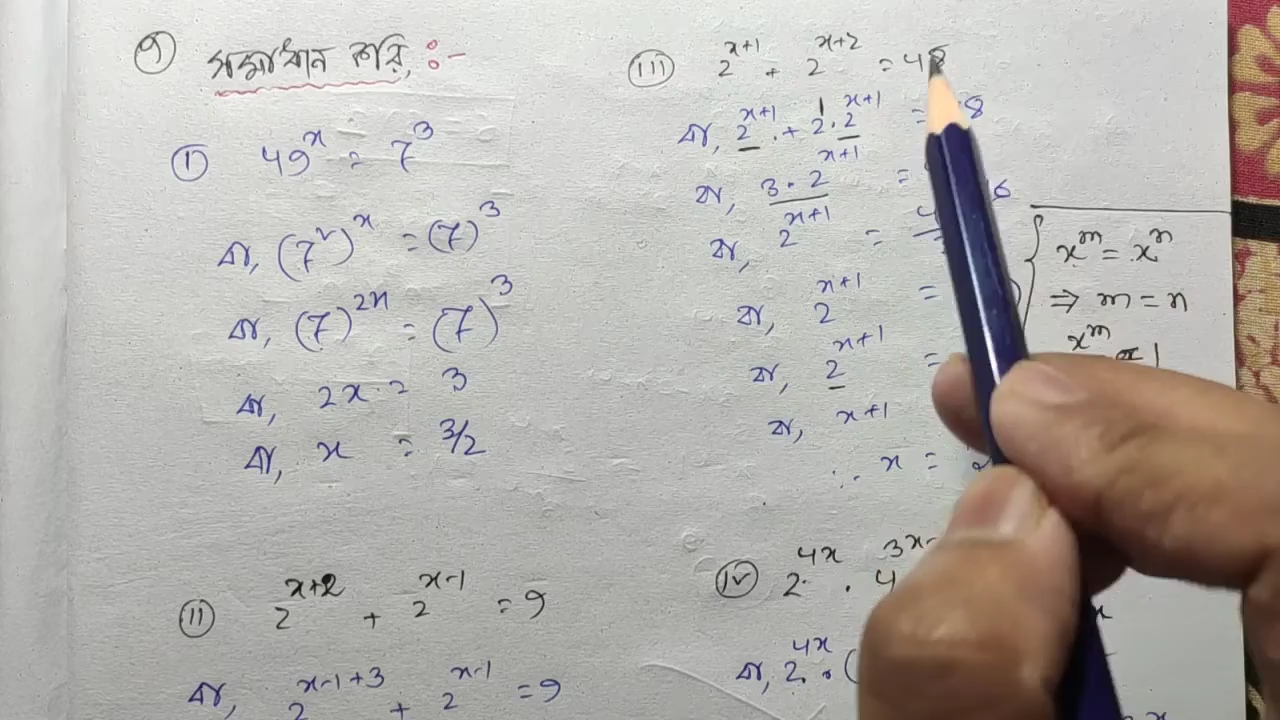 ৭ সমাধান করি, :-
I 49^x = 7^3
বা, (7^2)^x = (7)^3
বা, (7)^2x = (7)^3
বা, 2x = 3
বা, x = 3/2
II 2^x+2 + 2^x-1 = 9
বা, 2^x-1+3 + 2^x-1 = 9
III 2^x+1 + 2^x+2 = 48
বা, 2^x+1 + 2.2^x+1 = 8
বা, 3.2^x+1 =
বা, 2^x+1 =
বা, 2^x+1 =
বা, 2^x+1 =
বা, x+1
∴ x =
x^m = x^n
⇒ m = n
x^m = 1
IV 2^4x . 4^3x-
বা, 2^4x . (